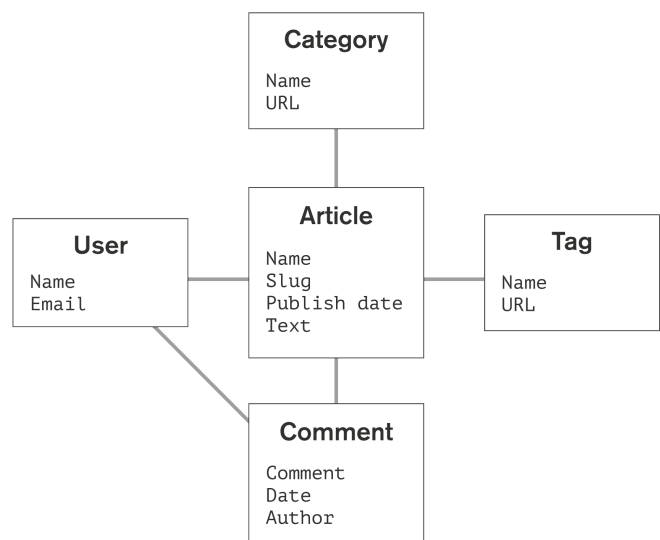 Category
Name
URL
Article
Name
Slug
Publish date
Text
User
Name
Email
Tag
Name
URL
Comment
Comment
Date
Author